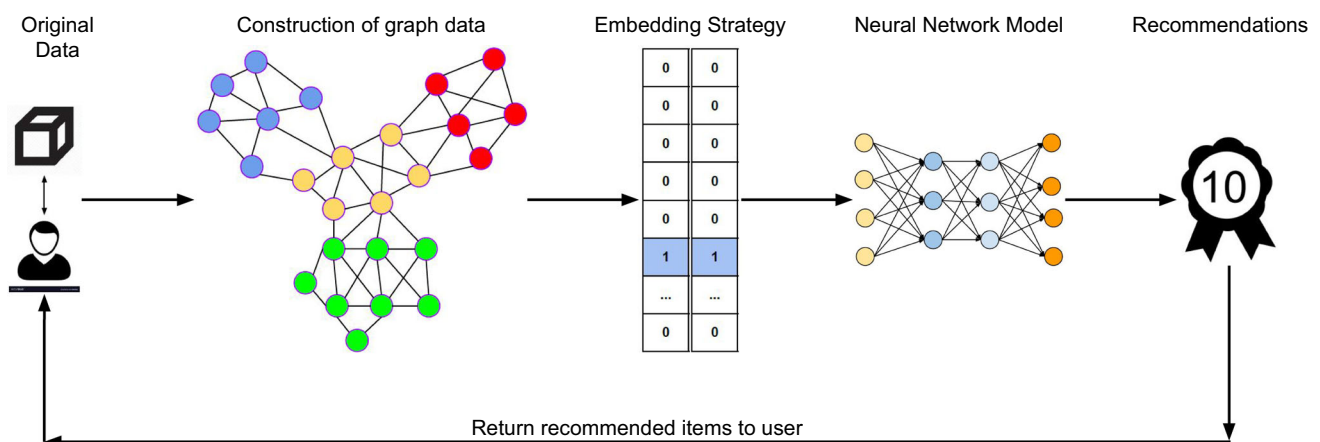 Original
Data
Construction of graph data
Embedding Strategy
Neural Network Model
Recommendations
0 0
0 0
0 0
0 0
0 0
1 1
... ...
0 0
10
Return recommended items to user